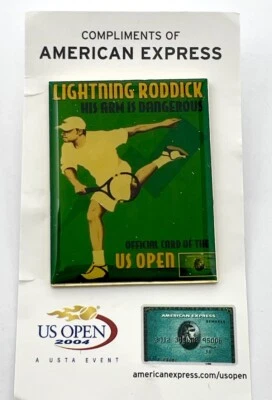 COMPLIMENTS OF
AMERICAN EXPRESS
LIGHTNING RODDICK
HIS ARM IS DANGEROUS
OFFICIAL CARD OF THE
US OPEN
US OPEN
2004
A USTA EVENT
AMERICAN EXPRESS
americanexpress.com/usopen